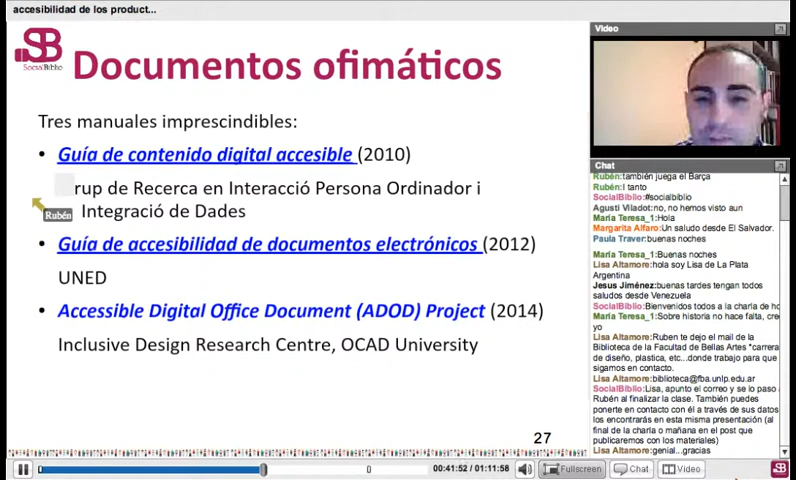 accesibilidad de los product...
SB
SocialBiblio
Documentos ofimáticos
Tres manuales imprescindibles:
• Guía de contenido digital accesible (2010)
rup de Recerca en Interacció Persona Ordinador i
Integració de Dades
Rubén
• Guía de accesibilidad de documentos electrónicos (2012)
UNED
• Accessible Digital Office Document (ADOD) Project (2014)
Inclusive Design Research Centre, OCAD University
27
Video
Chat
Rubén:también juega el Barça
Rubén:I tanto
SocialBiblio:#socialbiblio
Agusti Viladot:no, no hemos visto aun
María Teresa_1:Hola
Margarita Alfaro:Un saludo desde El Salvador.
Paula Traver:buenas noches
María Teresa_1:Buenas noches
Lisa Altamore:hola soy Lisa de La Plata
Argentina
Jesus Jiménez:buenas tardes tengan todos
saludos desde Venezuela
SocialBiblio:Bienvenidos todos a la charla de ho
María Teresa_1:Sobre historia no hace falta, cre
yo
Lisa Altamore:Ruben te dejo el mail de la
Biblioteca de la Facultad de Bellas Artes "carrera
de diseño, plastica, etc...donde trabajo para que
sigamos en contacto.
Lisa Altamore:biblioteca@fba.unlp.edu.ar
SocialBiblio:Lisa, apunto el correo y se lo paso
Rubén al finalizar la clase. También puedes
ponerte en contacto con él a través de sus datos
los encontrarás en esta misma presentación (al
final de la charla o mañana en el post que
publicaremos con los materiales)
Lisa Altamore:genial...gracias
00:41:52 / 01:11:58
Fullscreen
Chat
Video
SB